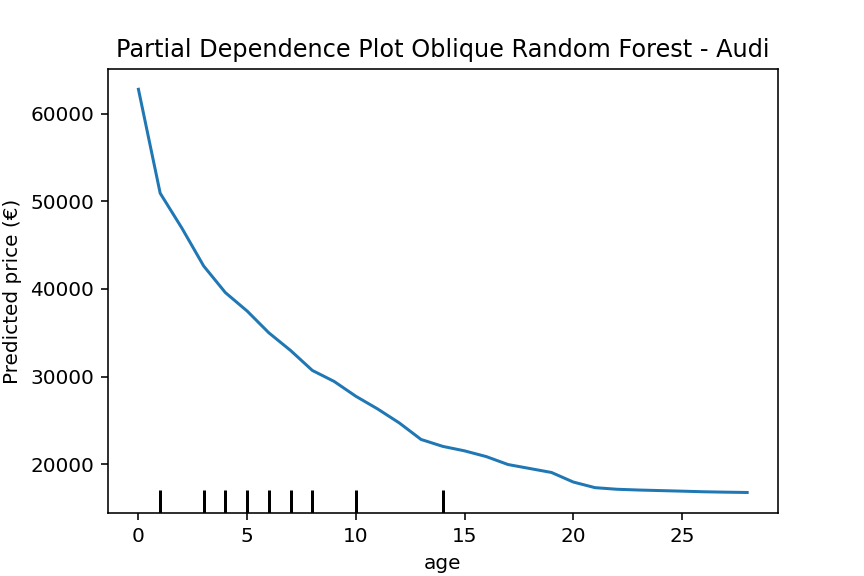 Partial Dependence Plot Oblique Random Forest - Audi
Predicted price (€)
60000
50000
40000
30000
20000
0 5 10 15 20 25
age